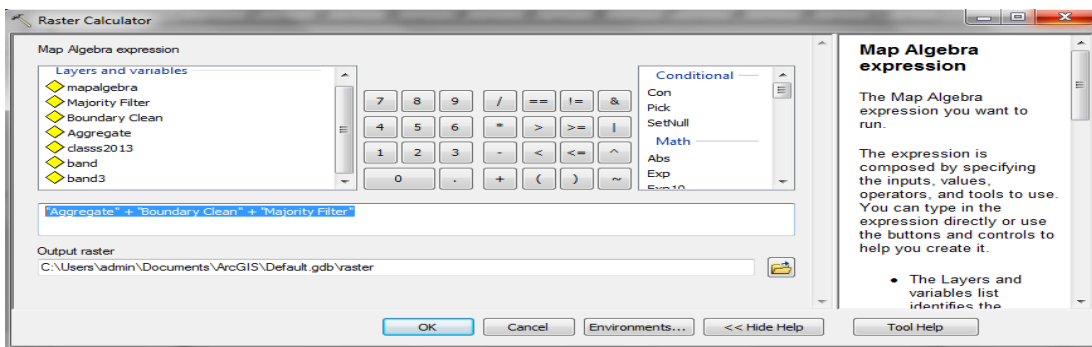 Raster Calculator
Map Algebra expression
Layers and variables
mapalgebra
Majority Filter
Boundary Clean
Aggregate
classs2013
band
band3
7 8 9 / == != &
4 5 6 * > >= |
1 2 3 - < <= ^
0 . + ( ) ~
Conditional
Con
Pick
SetNull
Math
Abs
Exp
Exp10
"Aggregate" + "Boundary Clean" + "Majority Filter"
Output raster
C:\Users\admin\Documents\ArcGIS\Default.gdb\raster
OK Cancel Environments... << Hide Help Tool Help
Map Algebra
expression
The Map Algebra
expression you want to
run.
The expression is
composed by specifying
the inputs, values,
operators, and tools to use.
You can type in the
expression directly or use
the buttons and controls to
help you create it.
• The Layers and
variables list
identifies the